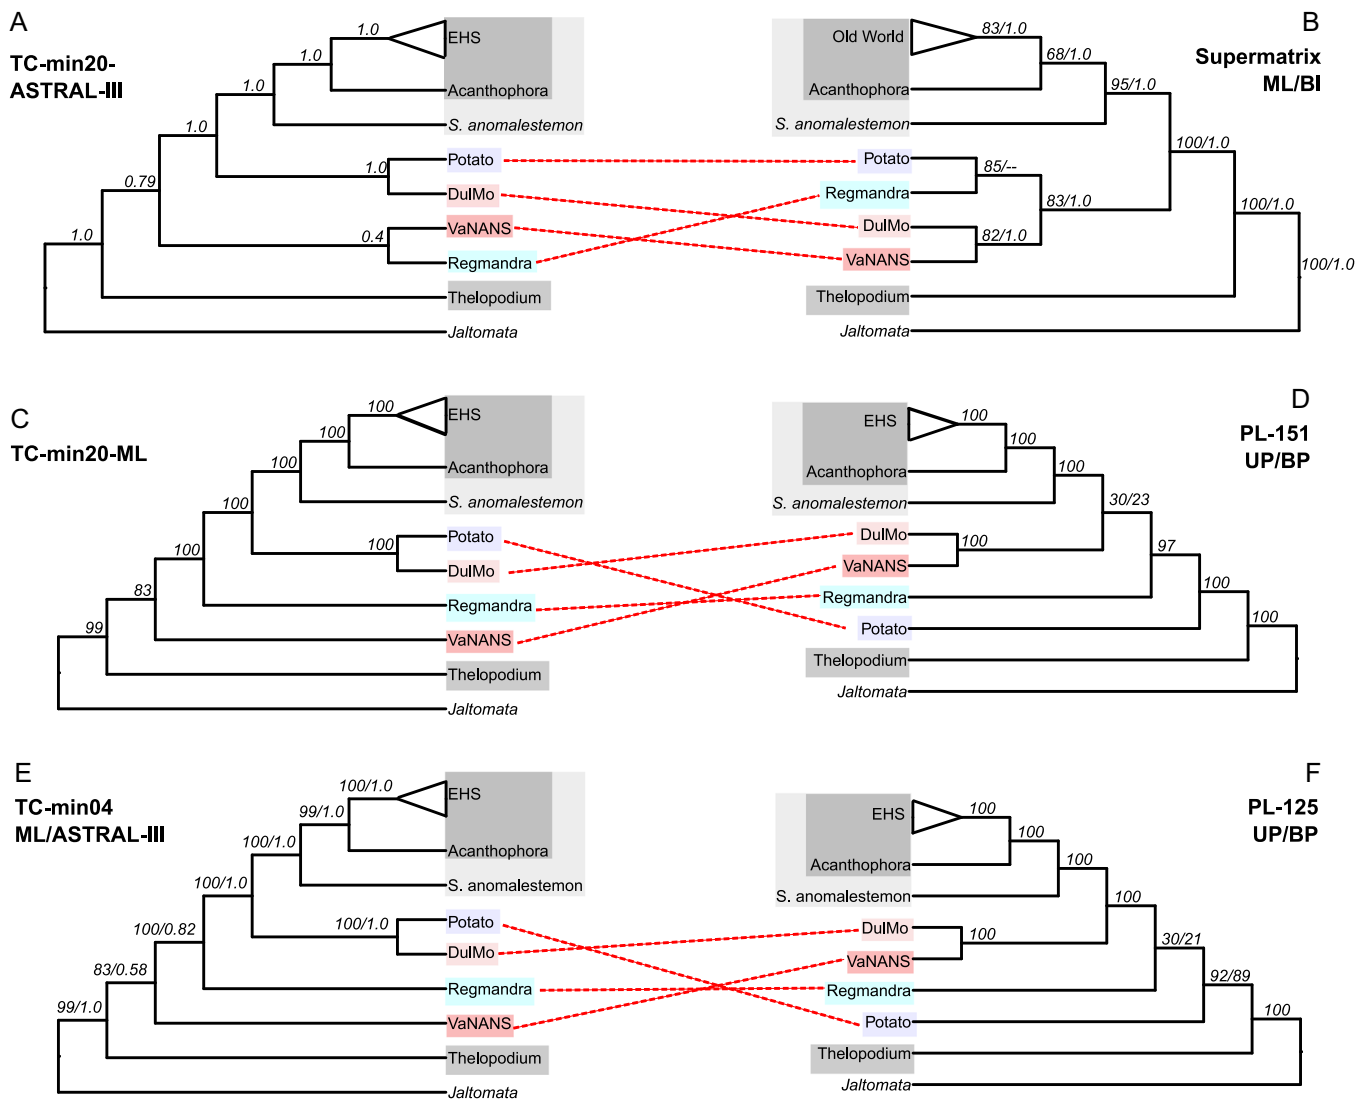 A
TC-min20-
ASTRAL-III
1.0
EHS
1.0
Acanthophora
1.0
S. anomalestemon
1.0
Potato
1.0
DulMo
0.79
VaNANS
0.4
Regmandra
1.0
Thelopodium
Jaltomata
B
Supermatrix
ML/BI
Old World
83/1.0
68/1.0
Acanthophora
95/1.0
S. anomalestemon
100/1.0
Potato
85/--
Regmandra
83/1.0
DulMo
82/1.0
VaNANS
100/1.0
100/1.0
Thelopodium
Jaltomata
C
TC-min20-ML
100
EHS
100
Acanthophora
100
S. anomalestemon
100
Potato
100
DulMo
100
Regmandra
83
VaNANS
99
Thelopodium
Jaltomata
D
PL-151
UP/BP
EHS
100
100
Acanthophora
100
S. anomalestemon
30/23
DulMo
100
VaNANS
97
Regmandra
100
Potato
100
Thelopodium
Jaltomata
E
TC-min04
ML/ASTRAL-III
100/1.0
EHS
99/1.0
Acanthophora
100/1.0
S. anomalestemon
100/1.0
Potato
100/1.0
DulMo
100/0.82
Regmandra
83/0.58
VaNANS
99/1.0
Thelopodium
Jaltomata
F
PL-125
UP/BP
EHS
100
100
Acanthophora
100
S. anomalestemon
100
DulMo
100
VaNANS
30/21
Regmandra
92/89
Potato
100
Thelopodium
Jaltomata